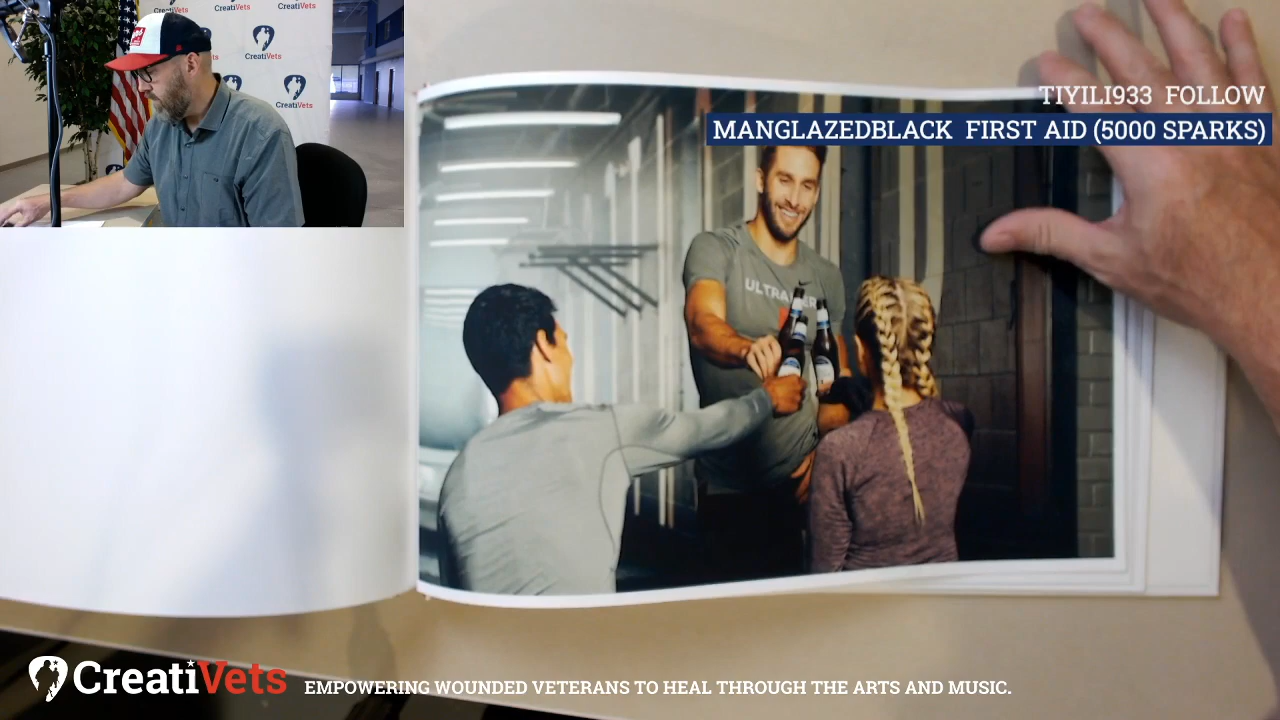 CreatiVets
CreatiVets
CreatiVets
CreatiVets
CreatiVets
TIYILI933 FOLLOW
MANGLAZEDBLACK FIRST AID (5000 SPARKS)
CreatiVets
EMPOWERING WOUNDED VETERANS TO HEAL THROUGH THE ARTS AND MUSIC.